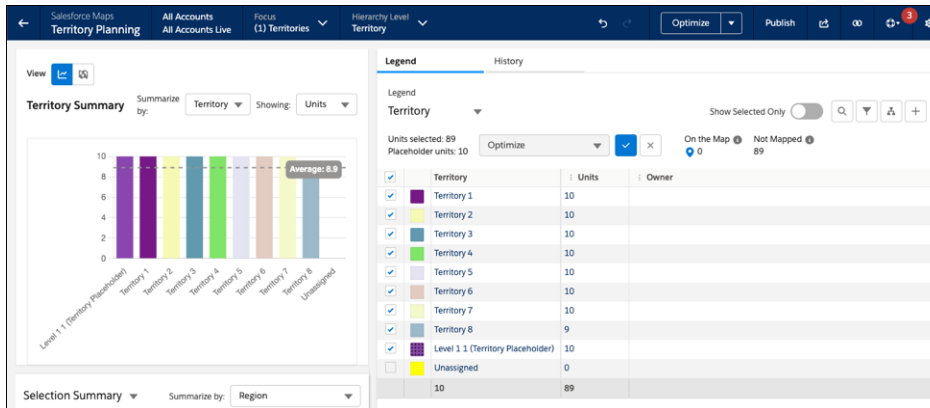 Salesforce Maps
Territory Planning
All Accounts
All Accounts Live
Focus
(1) Territories
Hierarchy Level
Territory
Optimize
Publish
3
View
Territory Summary
Summarize by:
Territory
Showing:
Units
10
8
6
4
2
0
Average: 8.9
Level 1 1 (Territory Placeholder)
Territory 1
Territory 2
Territory 3
Territory 4
Territory 5
Territory 6
Territory 7
Territory 8
Unassigned
Selection Summary
Summarize by:
Region
Legend
History
Legend
Territory
Show Selected Only
Units selected: 89
Placeholder units: 10
Optimize
On the Map
0
Not Mapped
89
Territory Units Owner
Territory 1 10
Territory 2 10
Territory 3 10
Territory 4 10
Territory 5 10
Territory 6 10
Territory 7 10
Territory 8 9
Level 1 1 (Territory Placeholder) 10
Unassigned 0
10 89